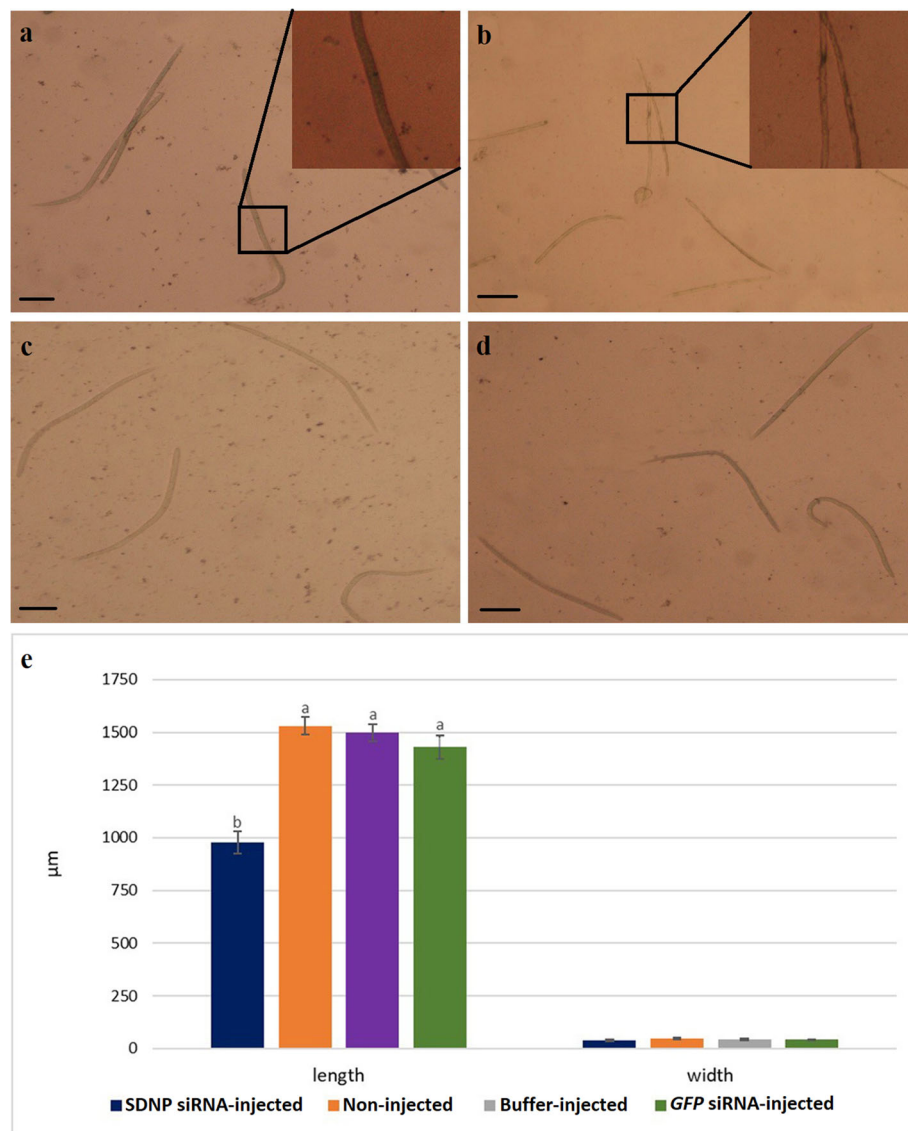 a
b
c
d
e
1750
1500
1250
1000
750
500
250
0
µm
b
a
a
a
length
width
SDNP siRNA-injected Non-injected Buffer-injected GFP siRNA-injected